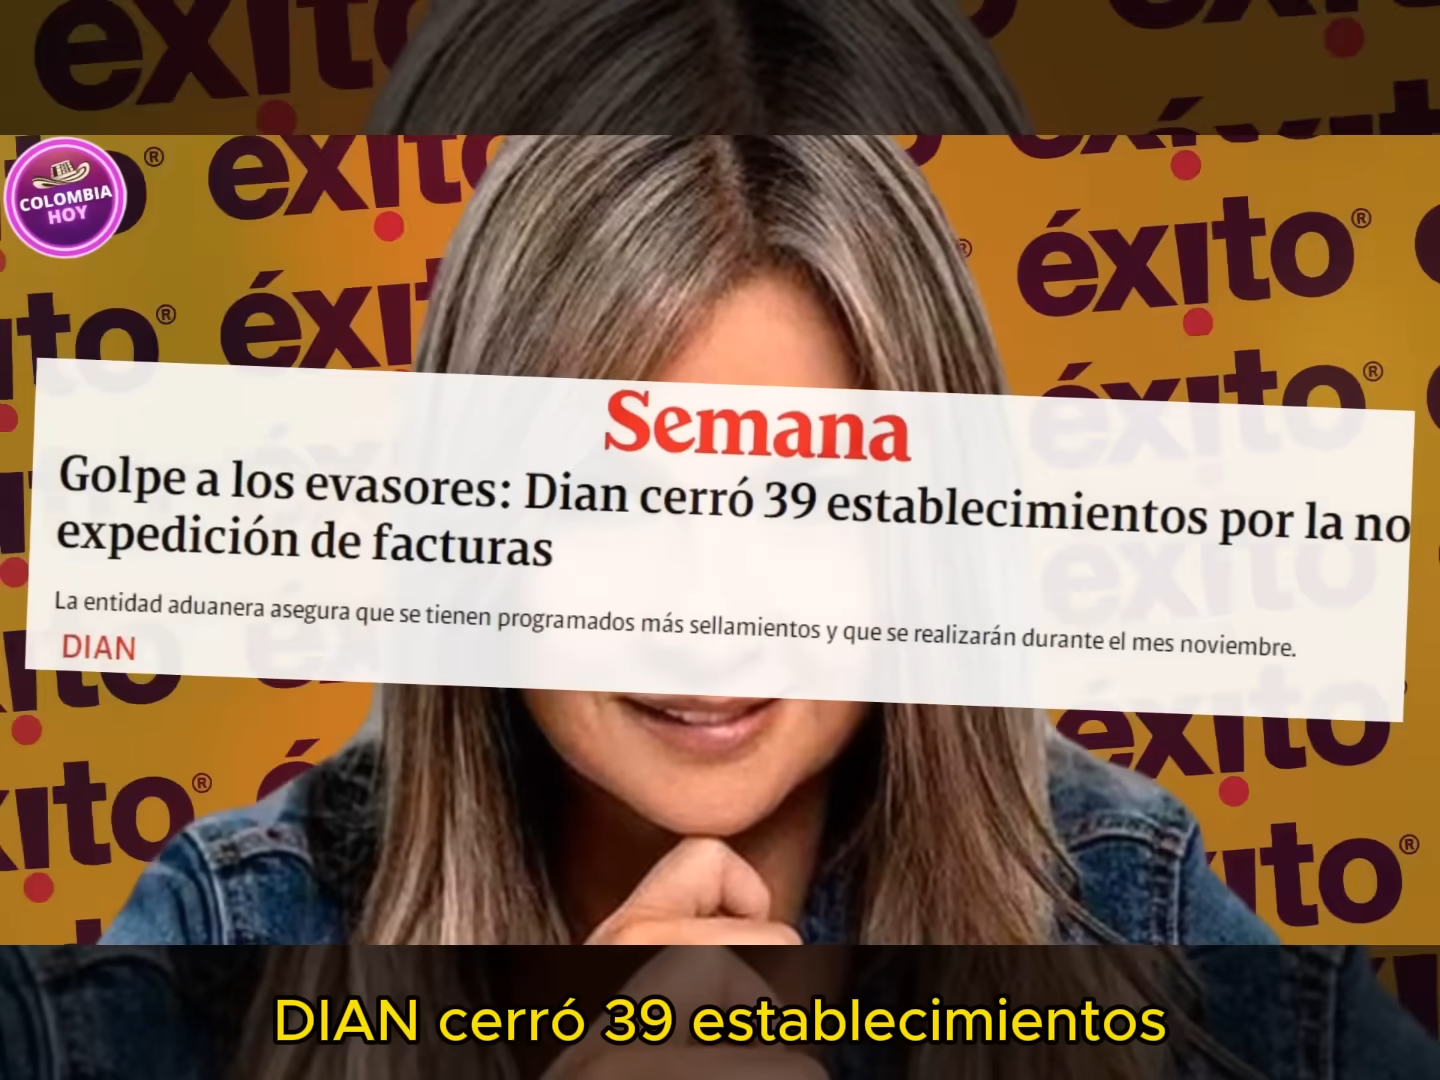 COLOMBIA
HOY
éxito®
éxito®
Semana
Golpe a los evasores: Dian cerró 39 establecimientos por la no
expedición de facturas
La entidad aduanera asegura que se tienen programados más sellamientos y que se realizarán durante el mes noviembre.
DIAN
éxito
éxito®
DIAN cerró 39 establecimientos